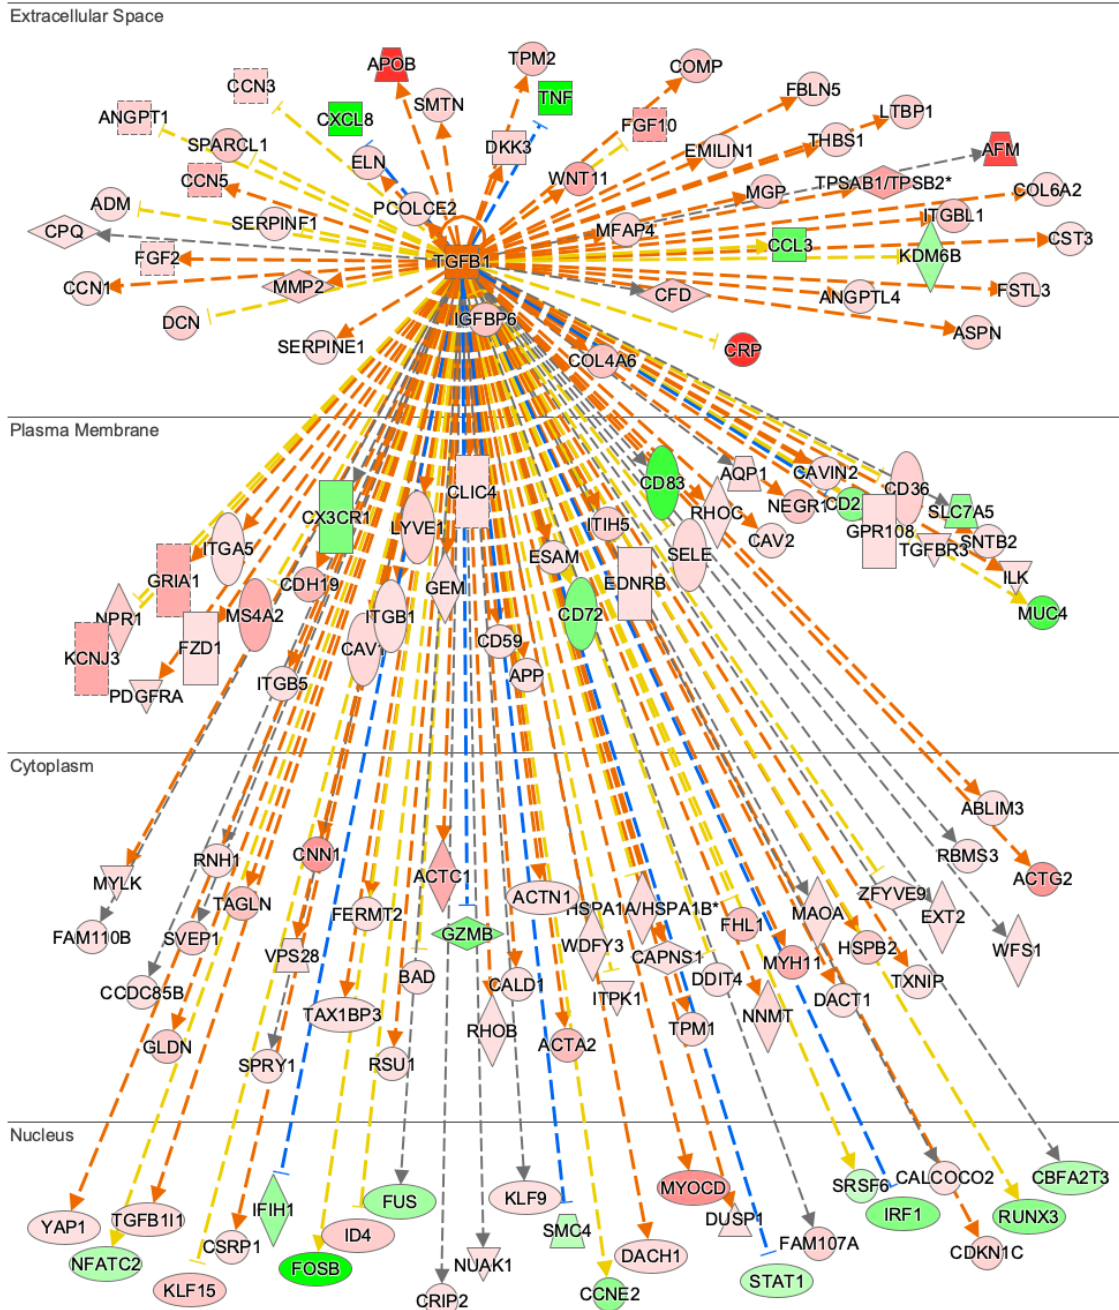 Extracellular Space
APOB
TPM2
COMP
CCN3
FBLN5
TNF
SMTN
LTBP1
ANGPT1
CXCL8
FGF10
SPARCL1
DKK3
EMILIN1
THBS1
AFM
ELN
CCN5
WNT11
MGP
TPSAB1/TPSB2*
COL6A2
ADM
PCOLCE2
ITGBL1
SERPINF1
MFAP4
CPQ
CCL3
CST3
KDM6B
FGF2
TGFB1
CCN1
MMP2
CFD
ANGPTL4
FSTL3
DCN
IGFBP6
ASPN
SERPINE1
CRP
COL4A6
Plasma Membrane
CLIC4
CD83
AQP1
CAVIN2
CD36
NEGR1
CD2
SLC7A5
CX3CR1
LYVE1
ITIH5
RHOC
GPR108
ITGA5
CAV2
SNTB2
ESAM
SELE
TGFBR3
GRIA1
CDH19
GEM
EDNRB
ILK
NPR1
MS4A2
ITGB1
CD72
MUC4
FZD1
CAV1
CD59
KCNJ3
APP
ITGB5
PDGFRA
Cytoplasm
ABLIM3
RNH1
CNN1
RBMS3
MYLK
ACTC1
ACTG2
TAGLN
ACTN1
ZFYVE9
HSPA1A/HSPA1B*
MAOA
FERMT2
EXT2
FHL1
FAM110B
SVEP1
GZMB
WDFY3
HSPB2
WFS1
VPS28
CAPNS1
MYH11
BAD
CALD1
DDIT4
TXNIP
CCDC85B
ITPK1
DACT1
TAX1BP3
NNMT
RHOB
TPM1
GLDN
ACTA2
SPRY1
RSU1
Nucleus
CALCOCO2
CBFA2T3
SRSF6
MYOCD
KLF9
FUS
IFIH1
IRF1
RUNX3
DUSP1
YAP1
TGFB1I1
SMC4
ID4
FAM107A
CSRP1
CDKN1C
DACH1
NFATC2
NUAK1
FOSB
STAT1
KLF15
CCNE2
CRIP2